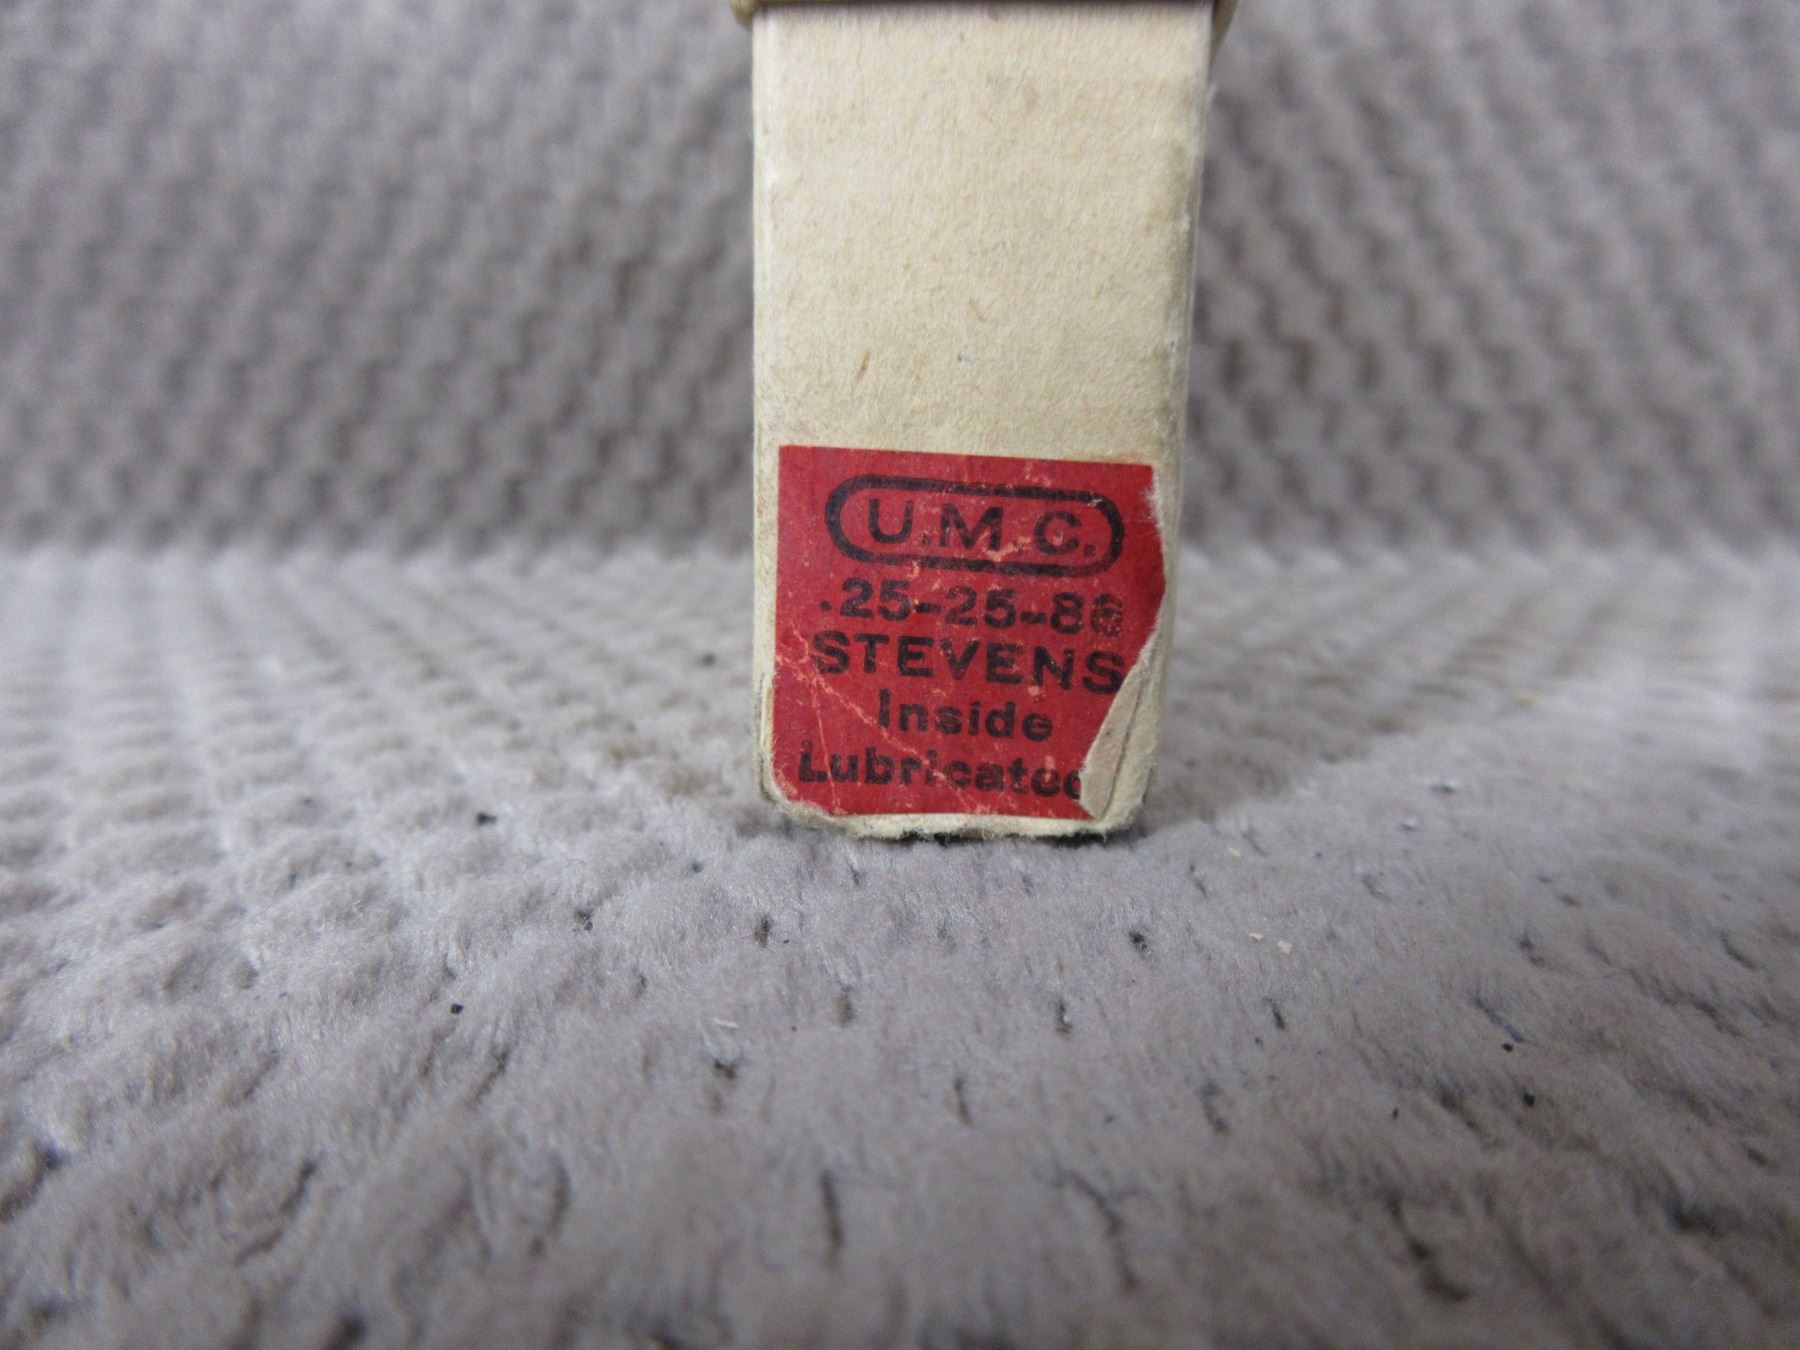 U.M.C.
.25-25-86
STEVENS
Inside
Lubricated